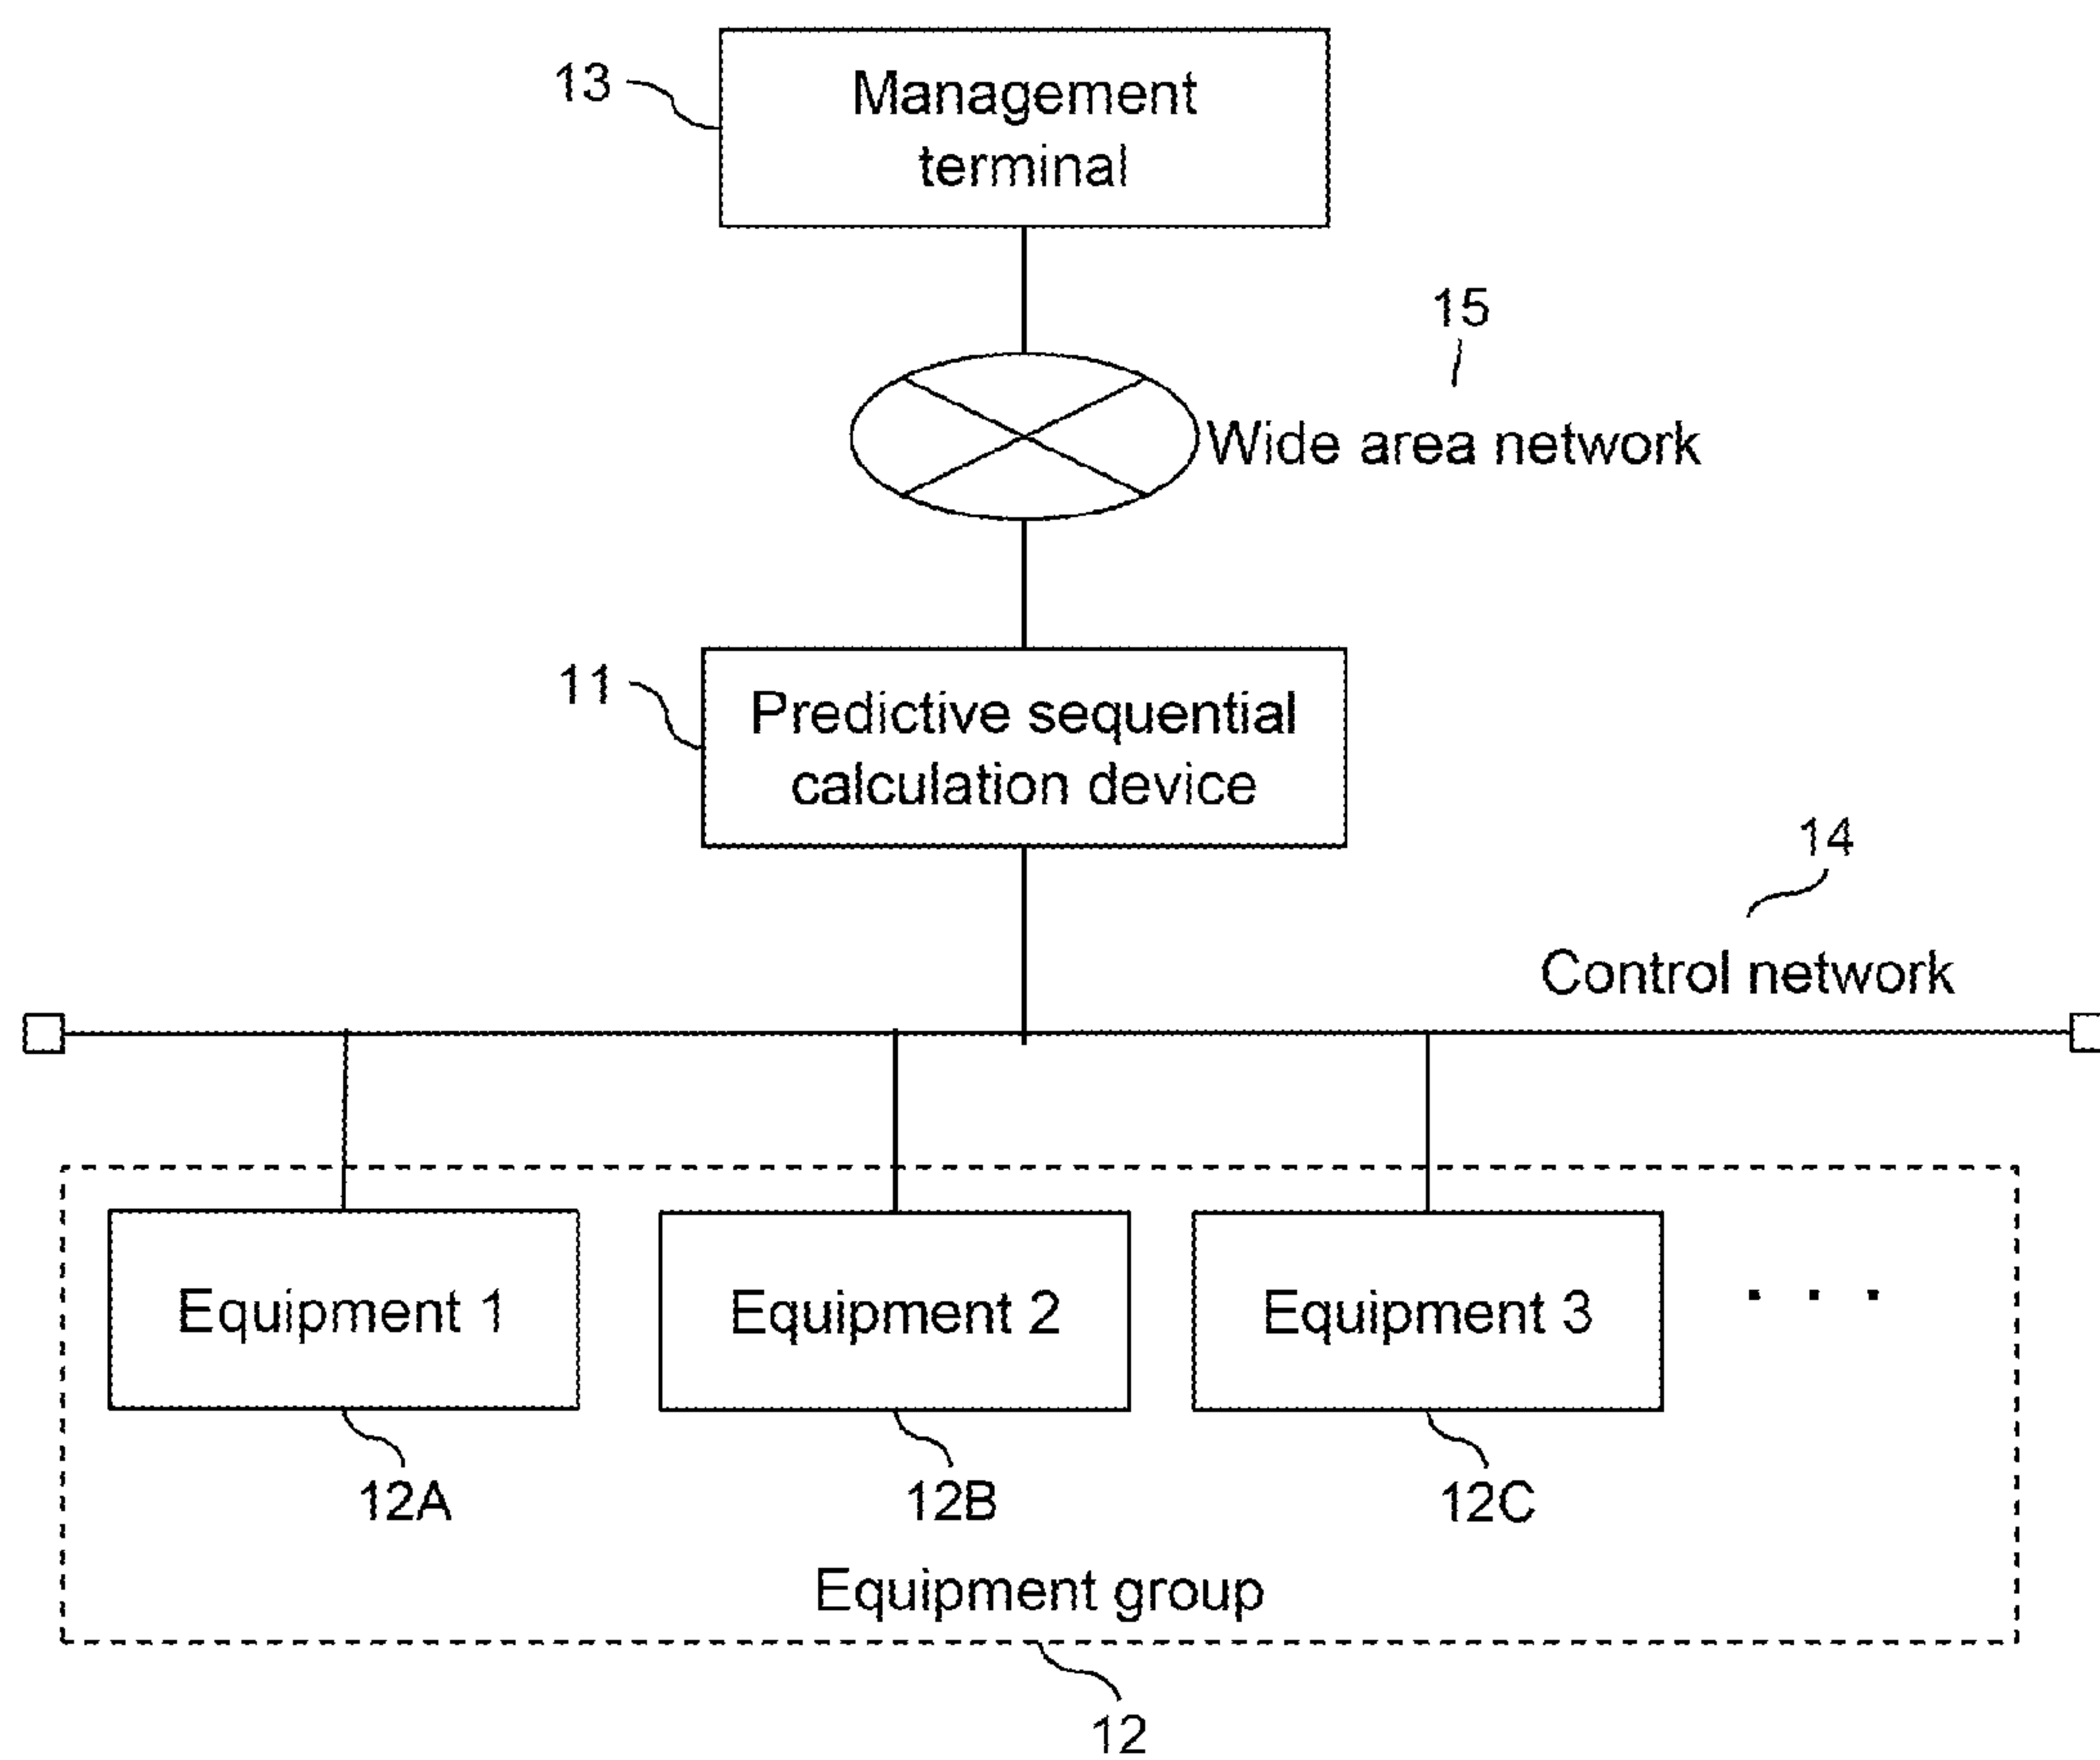 13
Management
terminal
15
Wide area network
11
Predictive sequential
calculation device
14
Control network
Equipment 1
Equipment 2
Equipment 3
. . .
12A
12B
12C
Equipment group
12